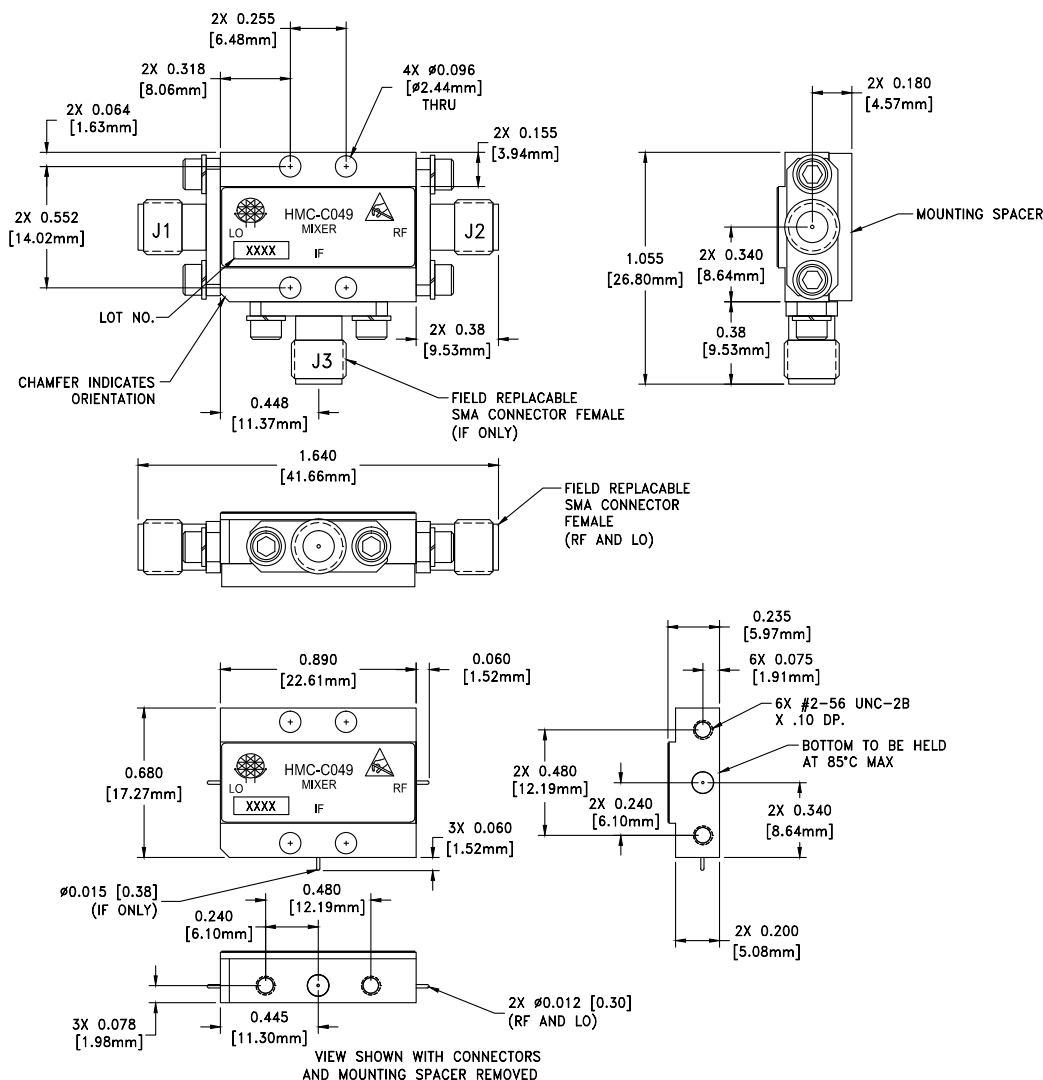 2X 0.255
[6.48mm]
2X 0.318
[8.06mm]
4X ø0.096
[ø2.44mm]
THRU
2X 0.064
[1.63mm]
2X 0.155
[3.94mm]
2X 0.552
[14.02mm]
J1
HMC-C049
MIXER
LO
RF
XXXX
IF
J2
LOT NO.
2X 0.38
[9.53mm]
J3
CHAMFER INDICATES
ORIENTATION
0.448
[11.37mm]
FIELD REPLACABLE
SMA CONNECTOR FEMALE
(IF ONLY)
2X 0.180
[4.57mm]
MOUNTING SPACER
1.055
[26.80mm]
2X 0.340
[8.64mm]
0.38
[9.53mm]
1.640
[41.66mm]
FIELD REPLACABLE
SMA CONNECTOR
FEMALE
(RF AND LO)
0.890
[22.61mm]
0.060
[1.52mm]
0.680
[17.27mm]
HMC-C049
MIXER
LO
RF
XXXX
IF
3X 0.060
[1.52mm]
ø0.015 [0.38]
(IF ONLY)
0.480
[12.19mm]
0.240
[6.10mm]
3X 0.078
[1.98mm]
0.445
[11.30mm]
2X ø0.012 [0.30]
(RF AND LO)
0.235
[5.97mm]
6X 0.075
[1.91mm]
6X #2-56 UNC-2B
X .10 DP.
BOTTOM TO BE HELD
AT 85°C MAX
2X 0.480
[12.19mm]
2X 0.240
[6.10mm]
2X 0.340
[8.64mm]
2X 0.200
[5.08mm]
VIEW SHOWN WITH CONNECTORS
AND MOUNTING SPACER REMOVED